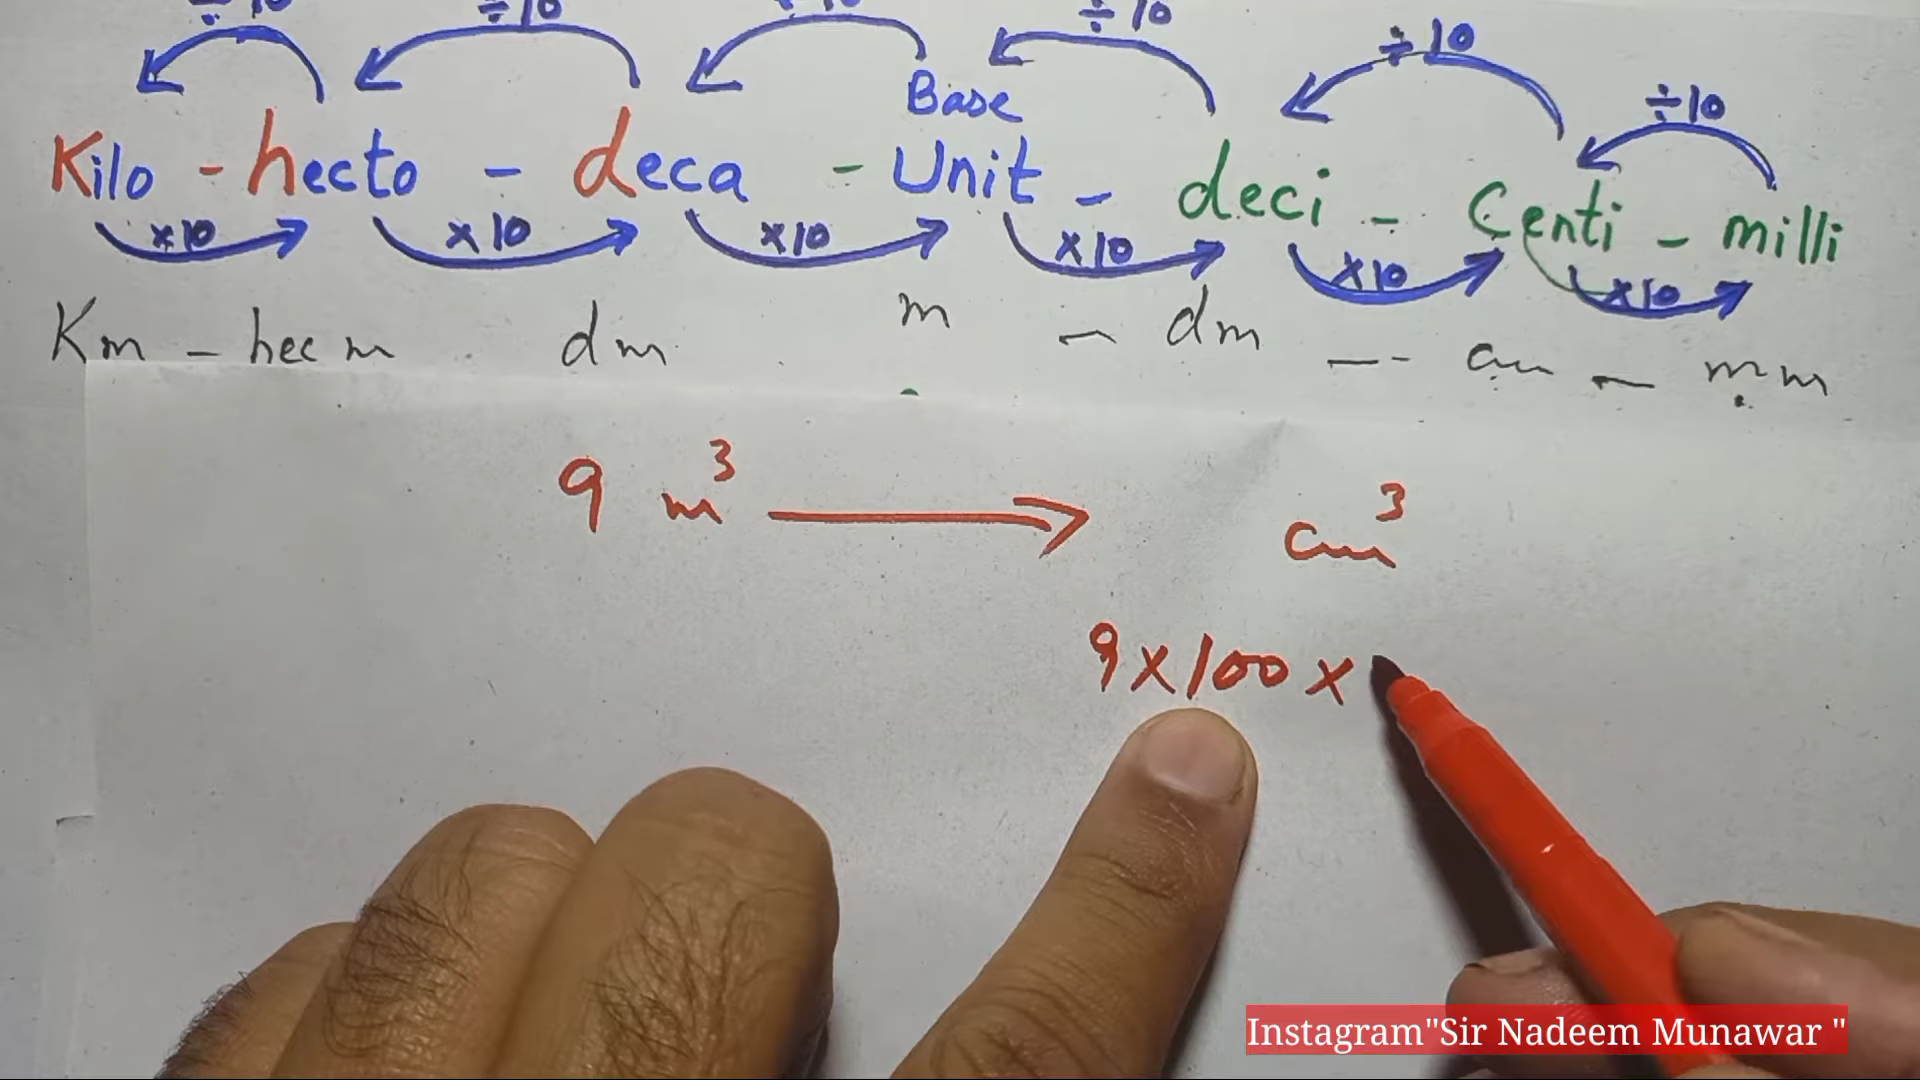 ÷10 ÷10 ÷10 ÷10 ÷10 ÷10
Base
Kilo - hecto - deca - Unit - deci - Centi - milli
×10 ×10 ×10 ×10 ×10 ×10
Km - hec m dm m - dm -- cm - mm
9 m³ cm³
9×100×
Instagram"Sir Nadeem Munawar "